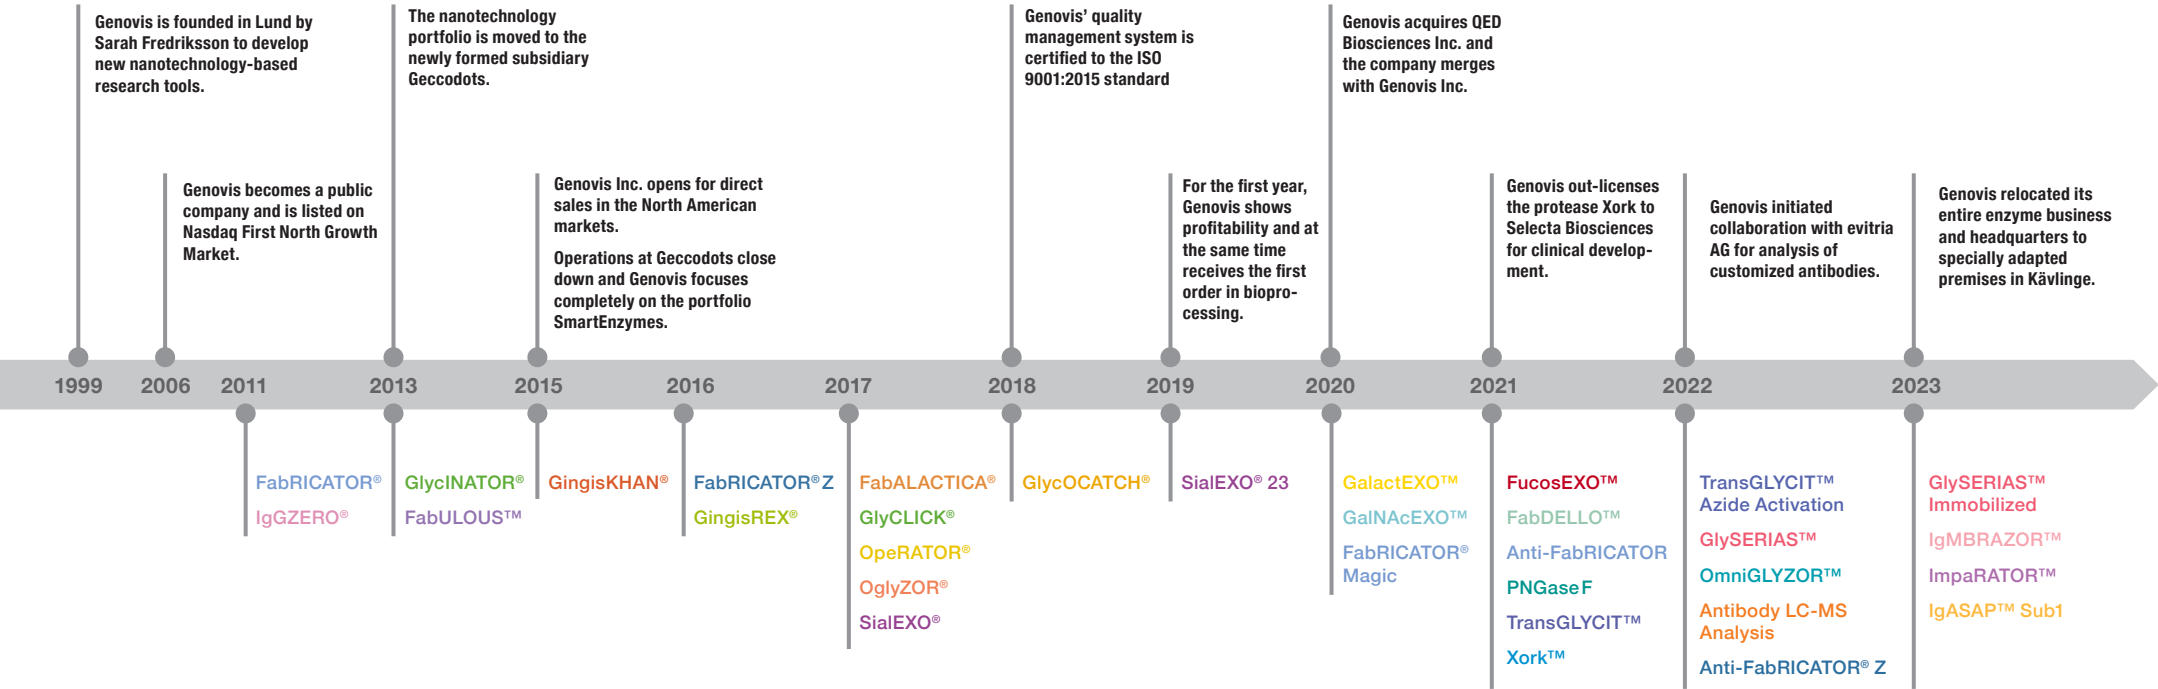 Genovis is founded in Lund by
Sarah Fredriksson to develop
new nanotechnology-based
research tools.
The nanotechnology
portfolio is moved to the
newly formed subsidiary
Geccodots.
Genovis’ quality
management system is
certified to the ISO
9001:2015 standard
Genovis acquires QED
Biosciences Inc. and
the company merges
with Genovis Inc.
Genovis becomes a public
company and is listed on
Nasdaq First North Growth
Market.
Genovis Inc. opens for direct
sales in the North American
markets.
Operations at Geccodots close
down and Genovis focuses
completely on the portfolio
SmartEnzymes.
For the first year,
Genovis shows
profitability and at
the same time
receives the first
order in biopro-
cessing.
Genovis out-licenses
the protease Xork to
Selecta Biosciences
for clinical develop-
ment.
Genovis initiated
collaboration with evitria
AG for analysis of
customized antibodies.
Genovis relocated its
entire enzyme business
and headquarters to
specially adapted
premises in Kävlinge.
1999 2006 2011 2013 2015 2016 2017 2018 2019 2020 2021 2022 2023
FabRICATOR®
IgGZERO®
GlycINATOR®
FabULOUS™
GingisKHAN®
FabRICATOR® Z
GingisREX®
FabALACTICA®
GlyCLICK®
OpeRATOR®
OglyZOR®
SialEXO®
GlycOCATCH®
SialEXO® 23
GalactEXO™
GalNAcEXO™
FabRICATOR®
Magic
FucosEXO™
FabDELLO™
Anti-FabRICATOR
PNGase F
TransGLYCIT™
Xork™
TransGLYCIT™
Azide Activation
GlySERIAS™
OmniGLYZOR™
Antibody LC-MS
Analysis
Anti-FabRICATOR® Z
GlySERIAS™
Immobilized
IgMBRAZOR™
ImpaRATOR™
IgASAP™ Sub1